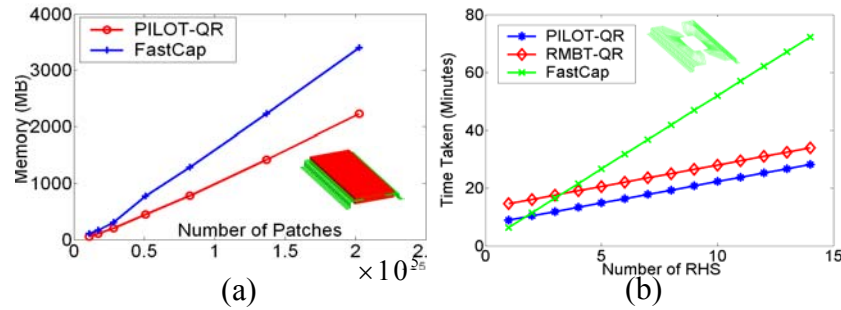 4000
3000
2000
1000
0
Memory (MB)
PILOT-QR
FastCap
Number of Patches
0 0.5 1 1.5 2 2.
×10
(a)
80
60
40
20
0
Time Taken (Minutes)
PILOT-QR
RMBT-QR
FastCap
0 5 10 15
Number of RHS
(b)